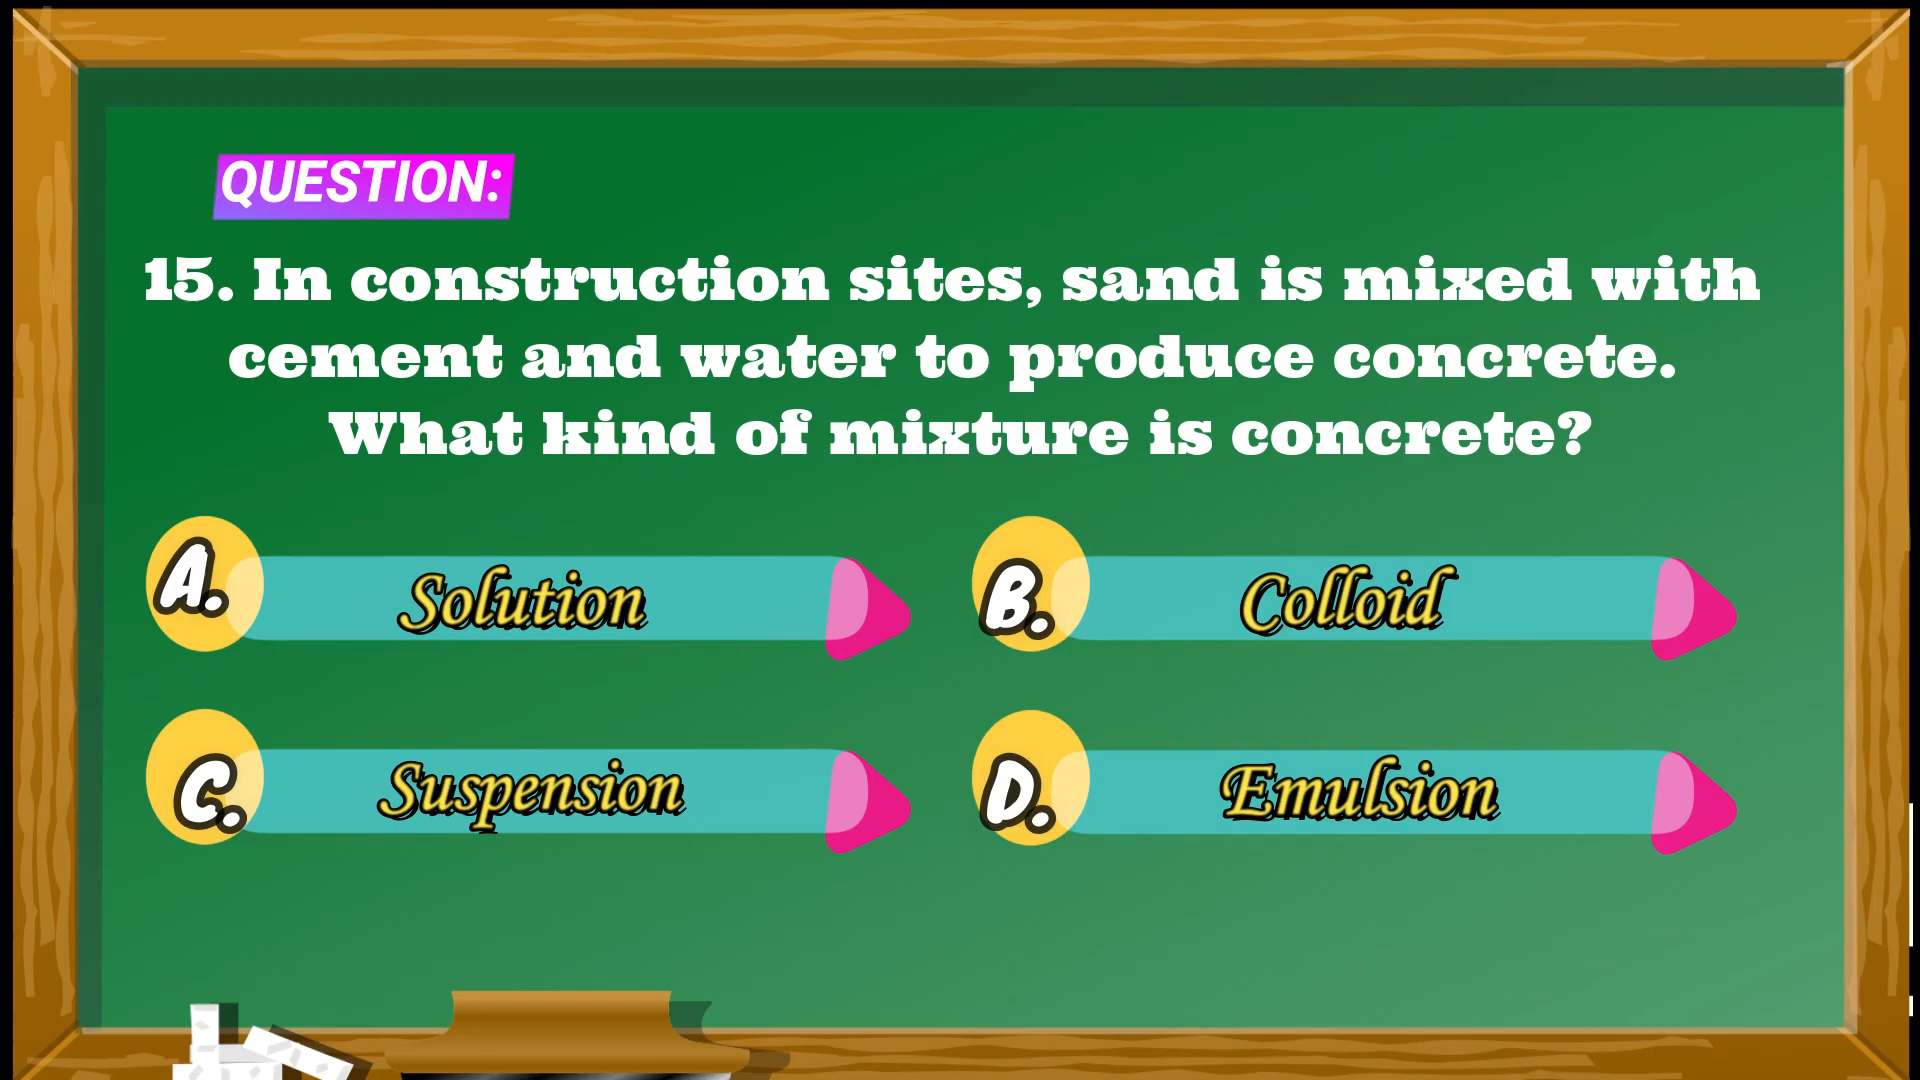 QUESTION:
15. In construction sites, sand is mixed with
cement and water to produce concrete.
What kind of mixture is concrete?
A. Solution
B. Colloid
C. Suspension
D. Emulsion